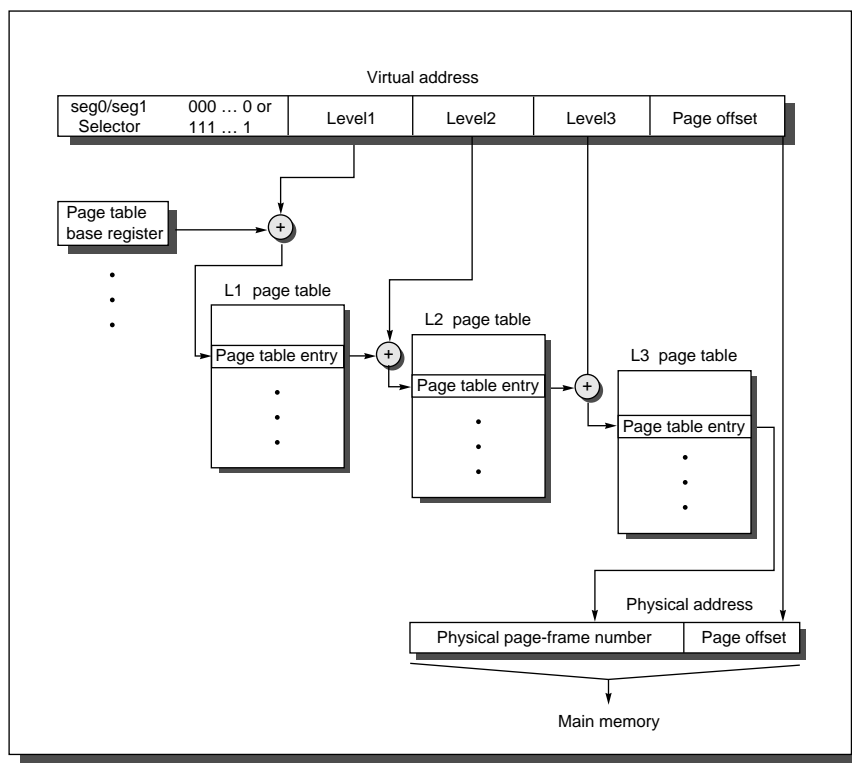 Virtual address
seg0/seg1 000 … 0 or
Selector 111 … 1
Level1
Level2
Level3
Page offset
Page table
base register
+
L1 page table
Page table entry
+
L2 page table
Page table entry
+
L3 page table
Page table entry
Physical address
Physical page-frame number
Page offset
Main memory